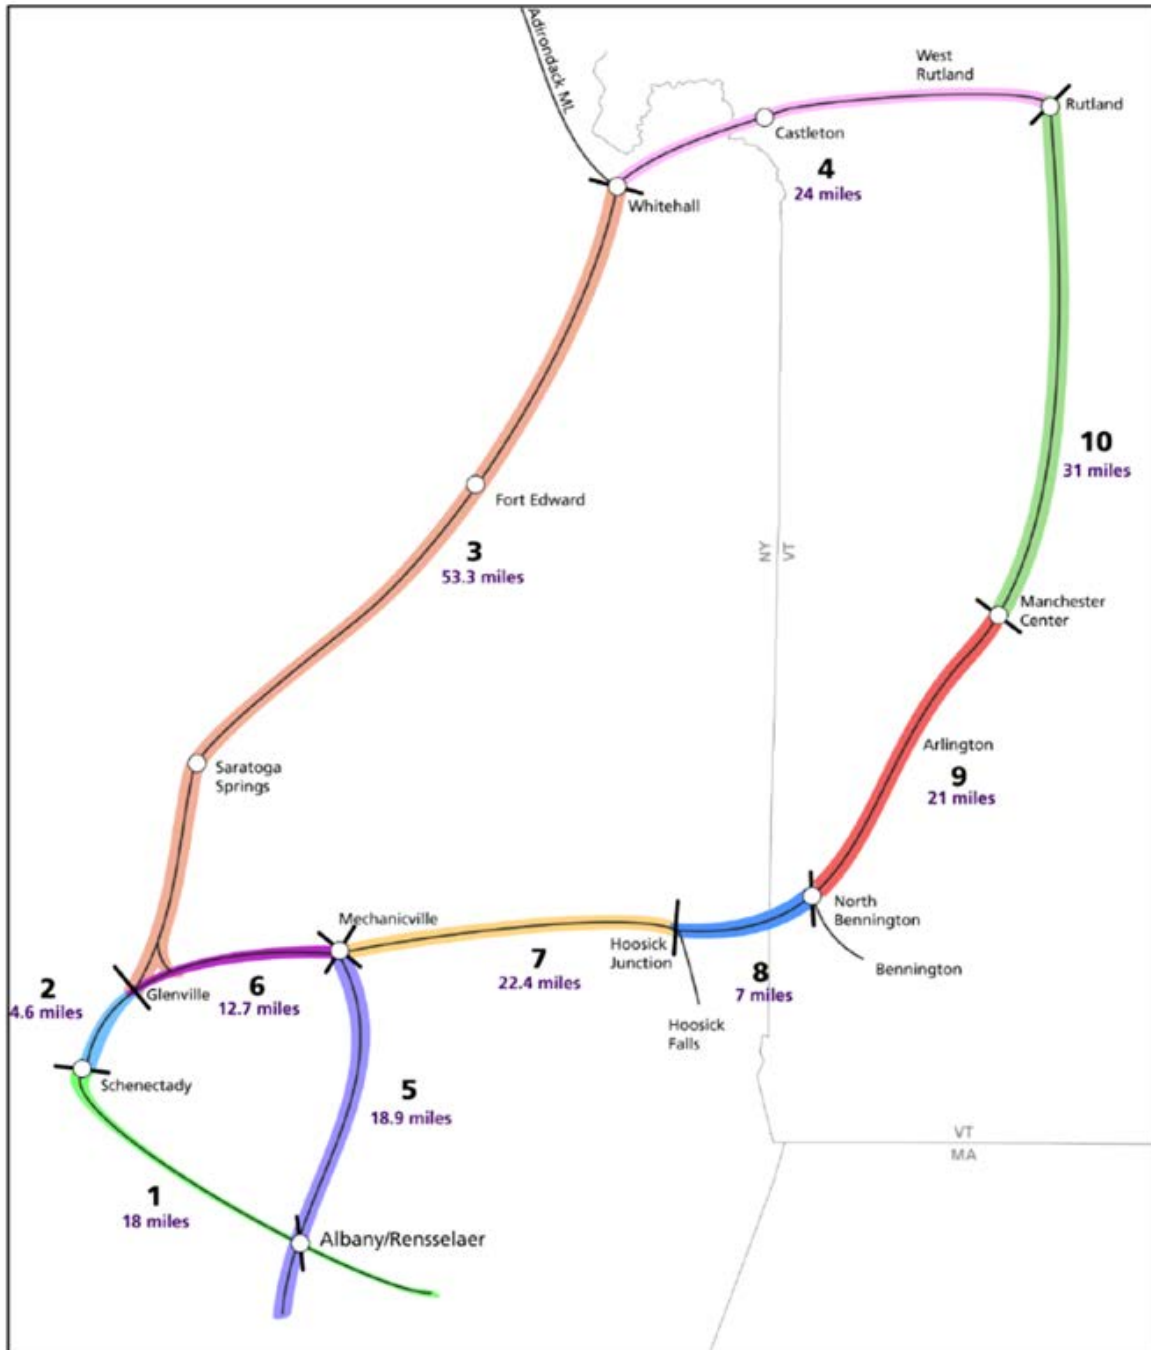 Adirondack ML
West
Rutland
Rutland
Castleton
4
24 miles
Whitehall
10
31 miles
Fort Edward
3
53.3 miles
NY
VT
Manchester
Center
Arlington
9
21 miles
Saratoga
Springs
North
Bennington
Bennington
Mechanicville
Hoosick
Junction
7
22.4 miles
8
7 miles
2
4.6 miles
Glenville
6
12.7 miles
Hoosick
Falls
Schenectady
5
18.9 miles
VT
MA
1
18 miles
Albany/Rensselaer